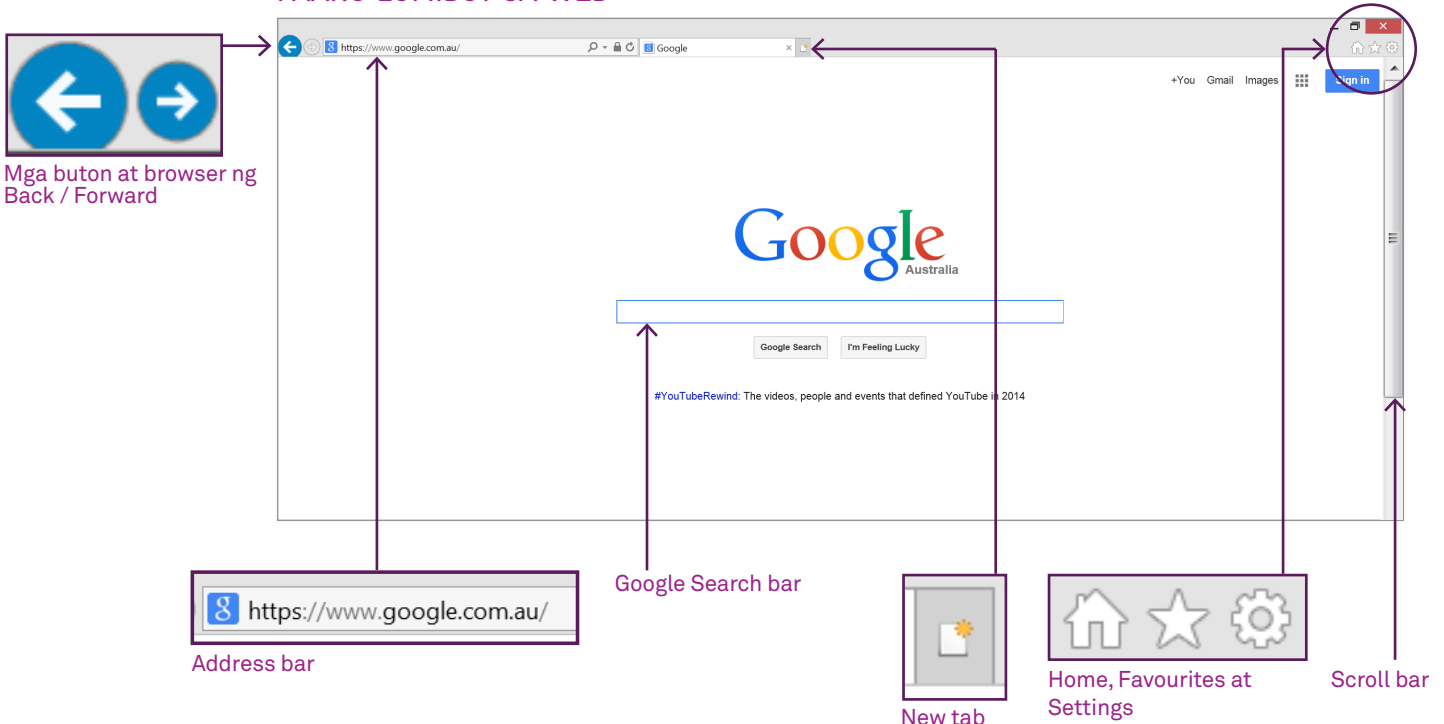 https://www.google.com.au/
Google
+You Gmail Images
Sign in
Mga buton at browser ng
Back / Forward
Google
Australia
Google Search I'm Feeling Lucky
#YouTubeRewind: The videos, people and events that defined YouTube in 2014
Google Search bar
https://www.google.com.au/
Address bar
New tab
Home, Favourites at
Settings
Scroll bar